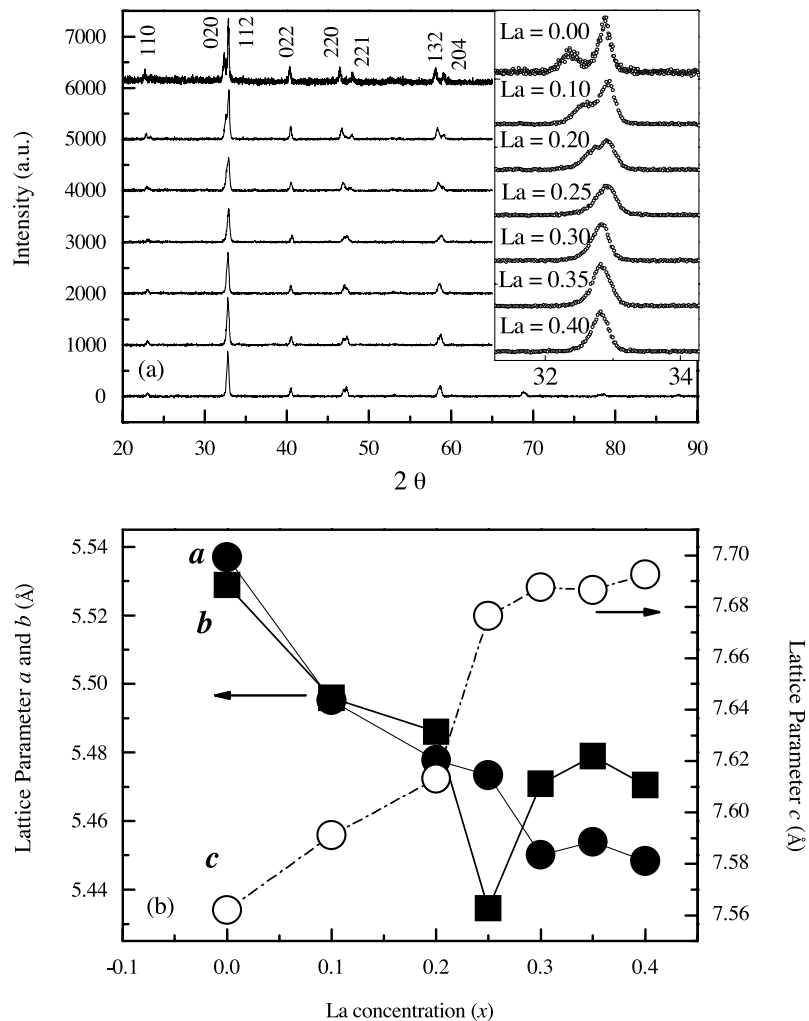 7000
6000
5000
4000
3000
2000
1000
0
Intensity (a.u.)
110
020
112
022
220
221
132
204
La = 0.00
La = 0.10
La = 0.20
La = 0.25
La = 0.30
La = 0.35
La = 0.40
32
34
(a)
20
30
40
50
60
70
80
90
2 θ
5.54
5.52
5.50
5.48
5.46
5.44
Lattice Parameter a and b (Å)
a
b
c
(b)
7.70
7.68
7.66
7.64
7.62
7.60
7.58
7.56
Lattice Parameter c (Å)
-0.1
0.0
0.1
0.2
0.3
0.4
La concentration (x)